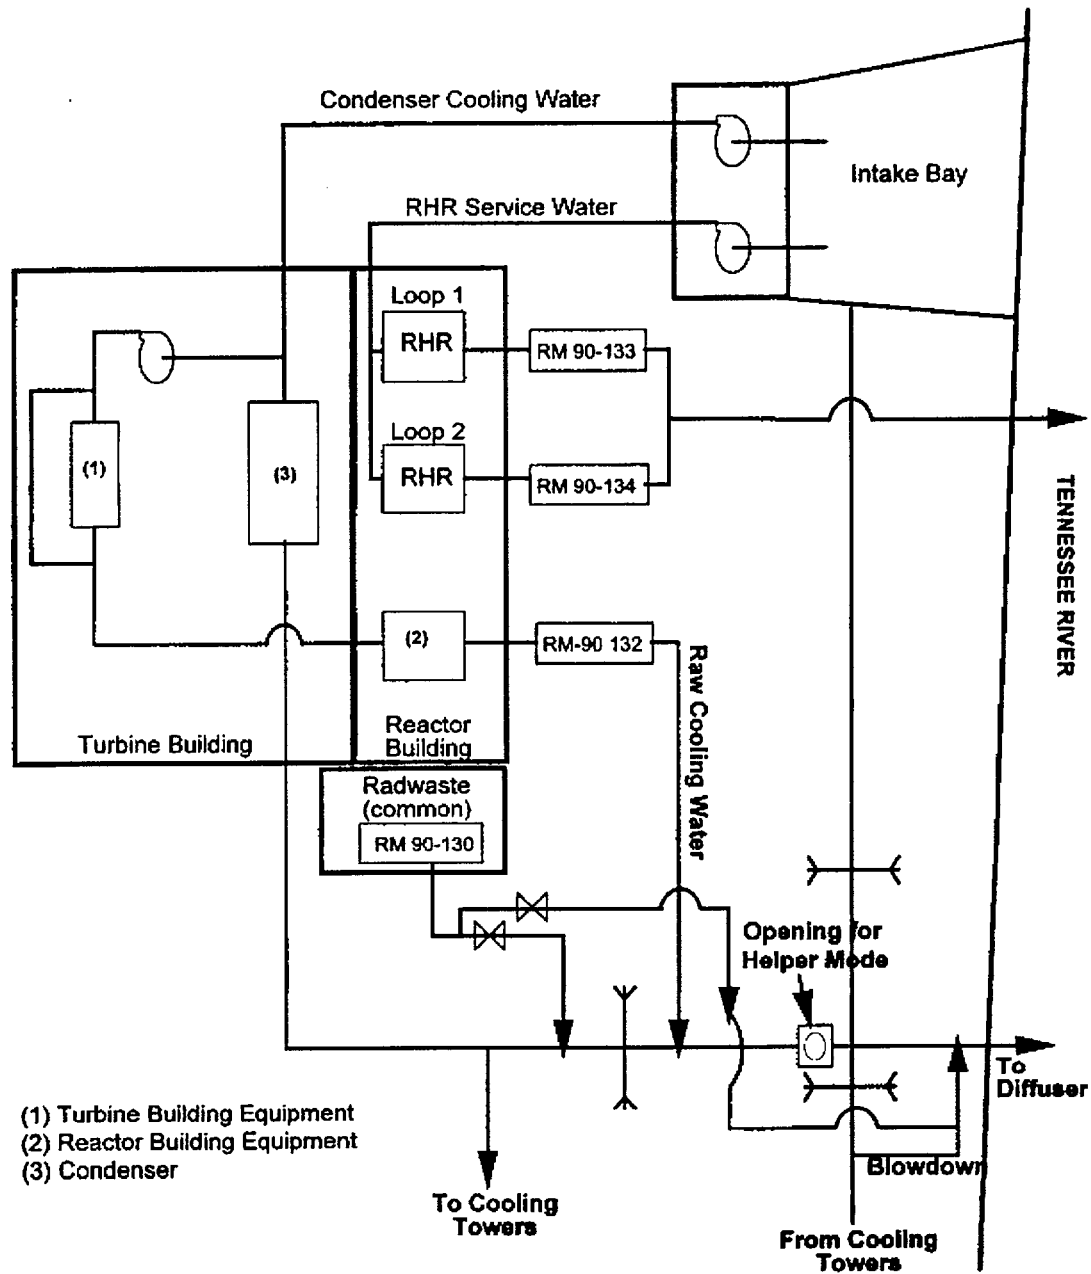 Condenser Cooling Water
Intake Bay
RHR Service Water
Loop 1
RHR
RM 90-133
Loop 2
RHR
RM 90-134
(1)
(3)
TENNESSEE RIVER
(2)
RM-90 132
Raw Cooling Water
Turbine Building
Reactor
Building
Radwaste
(common)
RM 90-130
Opening for
Helper Mode
To
Diffuser
(1) Turbine Building Equipment
(2) Reactor Building Equipment
(3) Condenser
To Cooling
Towers
Blowdown
From Cooling
Towers